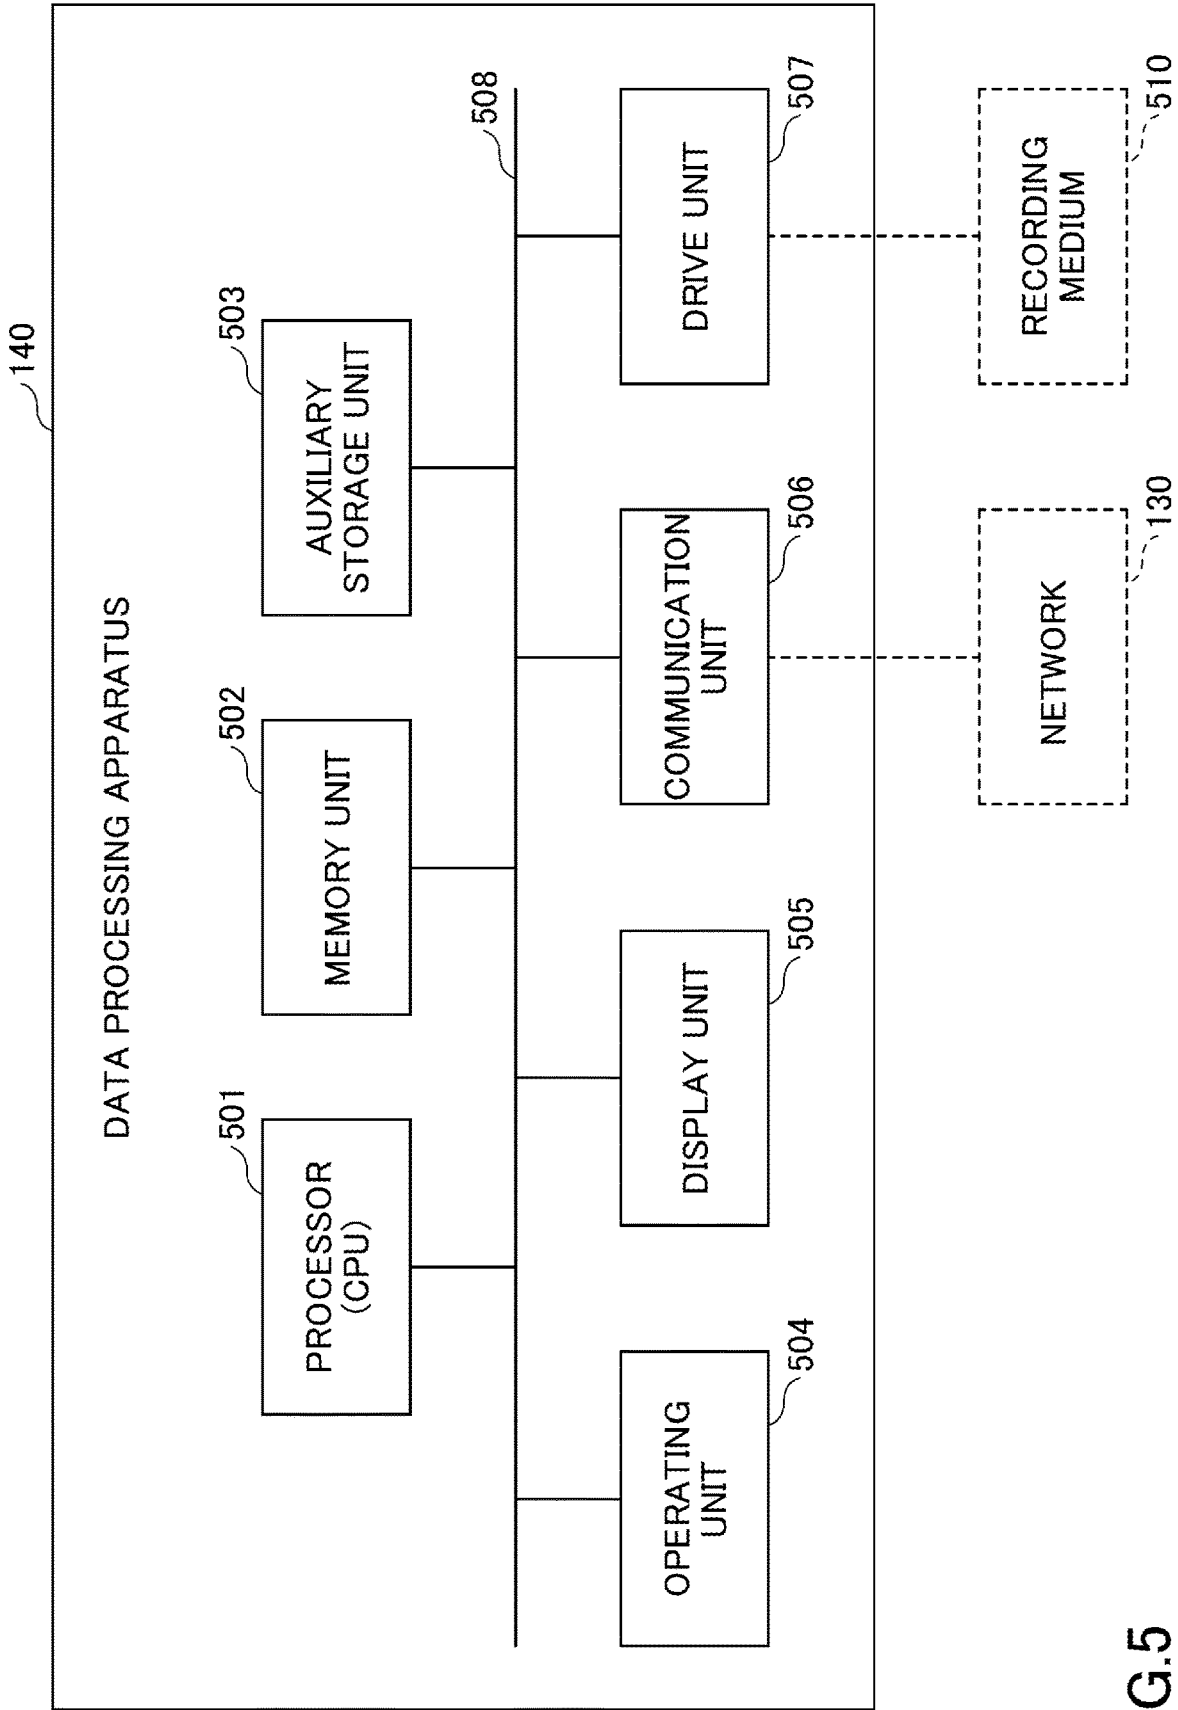 140
DATA PROCESSING APPARATUS
501
PROCESSOR
(CPU)
502
MEMORY UNIT
503
AUXILIARY
STORAGE UNIT
508
OPERATING
UNIT
504
DISPLAY UNIT
505
COMMUNICATION
UNIT
506
DRIVE UNIT
507
NETWORK
130
RECORDING
MEDIUM
510
G.5